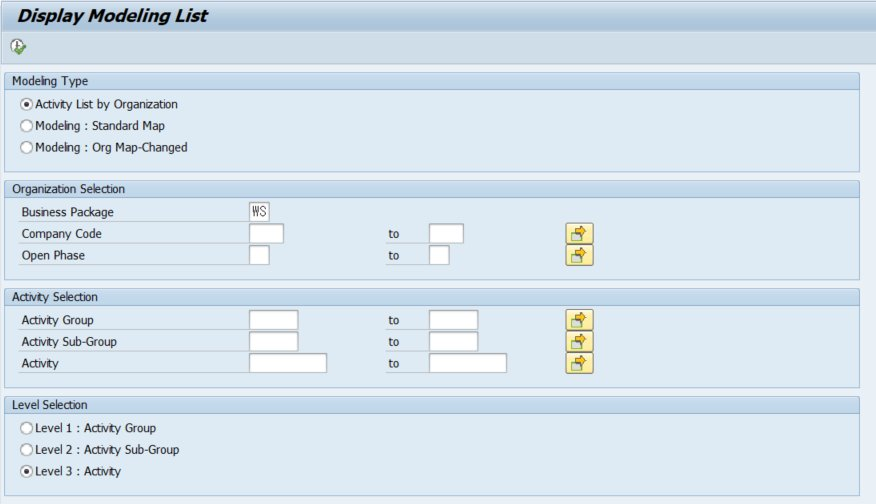 Display Modeling List
Modeling Type
Activity List by Organization
Modeling : Standard Map
Modeling : Org Map-Changed
Organization Selection
Business Package WS
Company Code to
Open Phase to
Activity Selection
Activity Group to
Activity Sub-Group to
Activity to
Level Selection
Level 1 : Activity Group
Level 2 : Activity Sub-Group
Level 3 : Activity